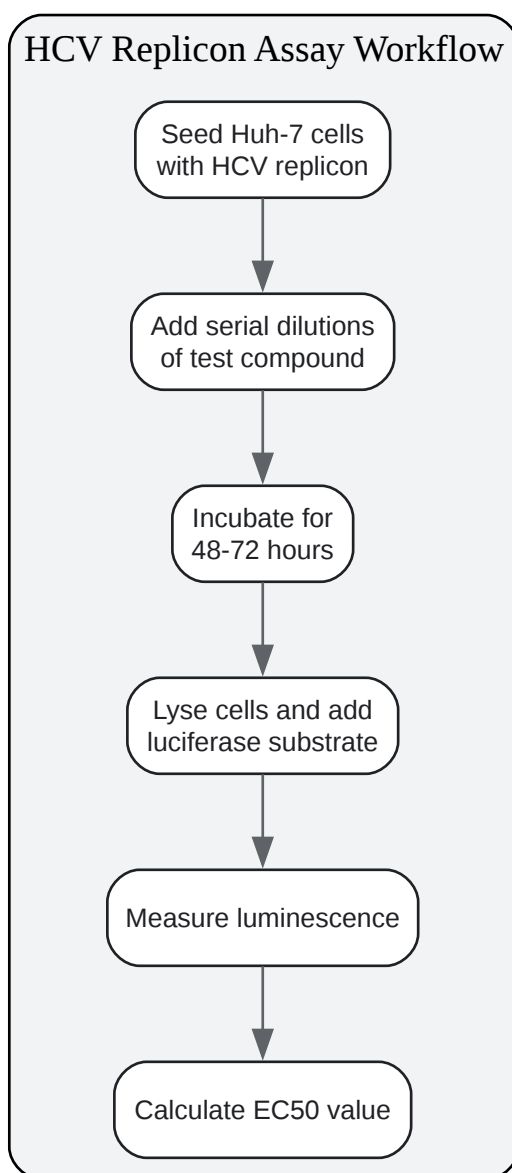 HCV Replicon Assay Workflow
Seed Huh-7 cells
with HCV replicon
Add serial dilutions
of test compound
Incubate for
48-72 hours
Lyse cells and add
luciferase substrate
Measure luminescence
Calculate EC50 value